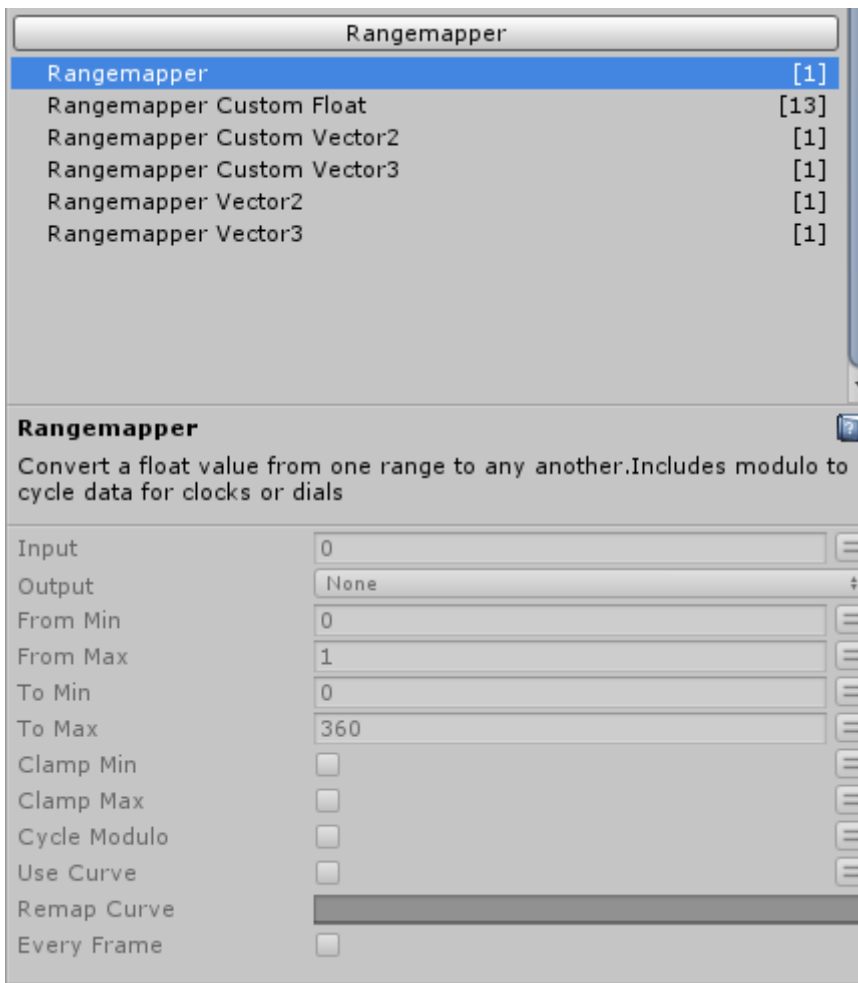 Rangemapper
Rangemapper [1]
Rangemapper Custom Float [13]
Rangemapper Custom Vector2 [1]
Rangemapper Custom Vector3 [1]
Rangemapper Vector2 [1]
Rangemapper Vector3 [1]
Rangemapper
Convert a float value from one range to any another.Includes modulo to
cycle data for clocks or dials
Input 0
Output None
From Min 0
From Max 1
To Min 0
To Max 360
Clamp Min
Clamp Max
Cycle Modulo
Use Curve
Remap Curve
Every Frame